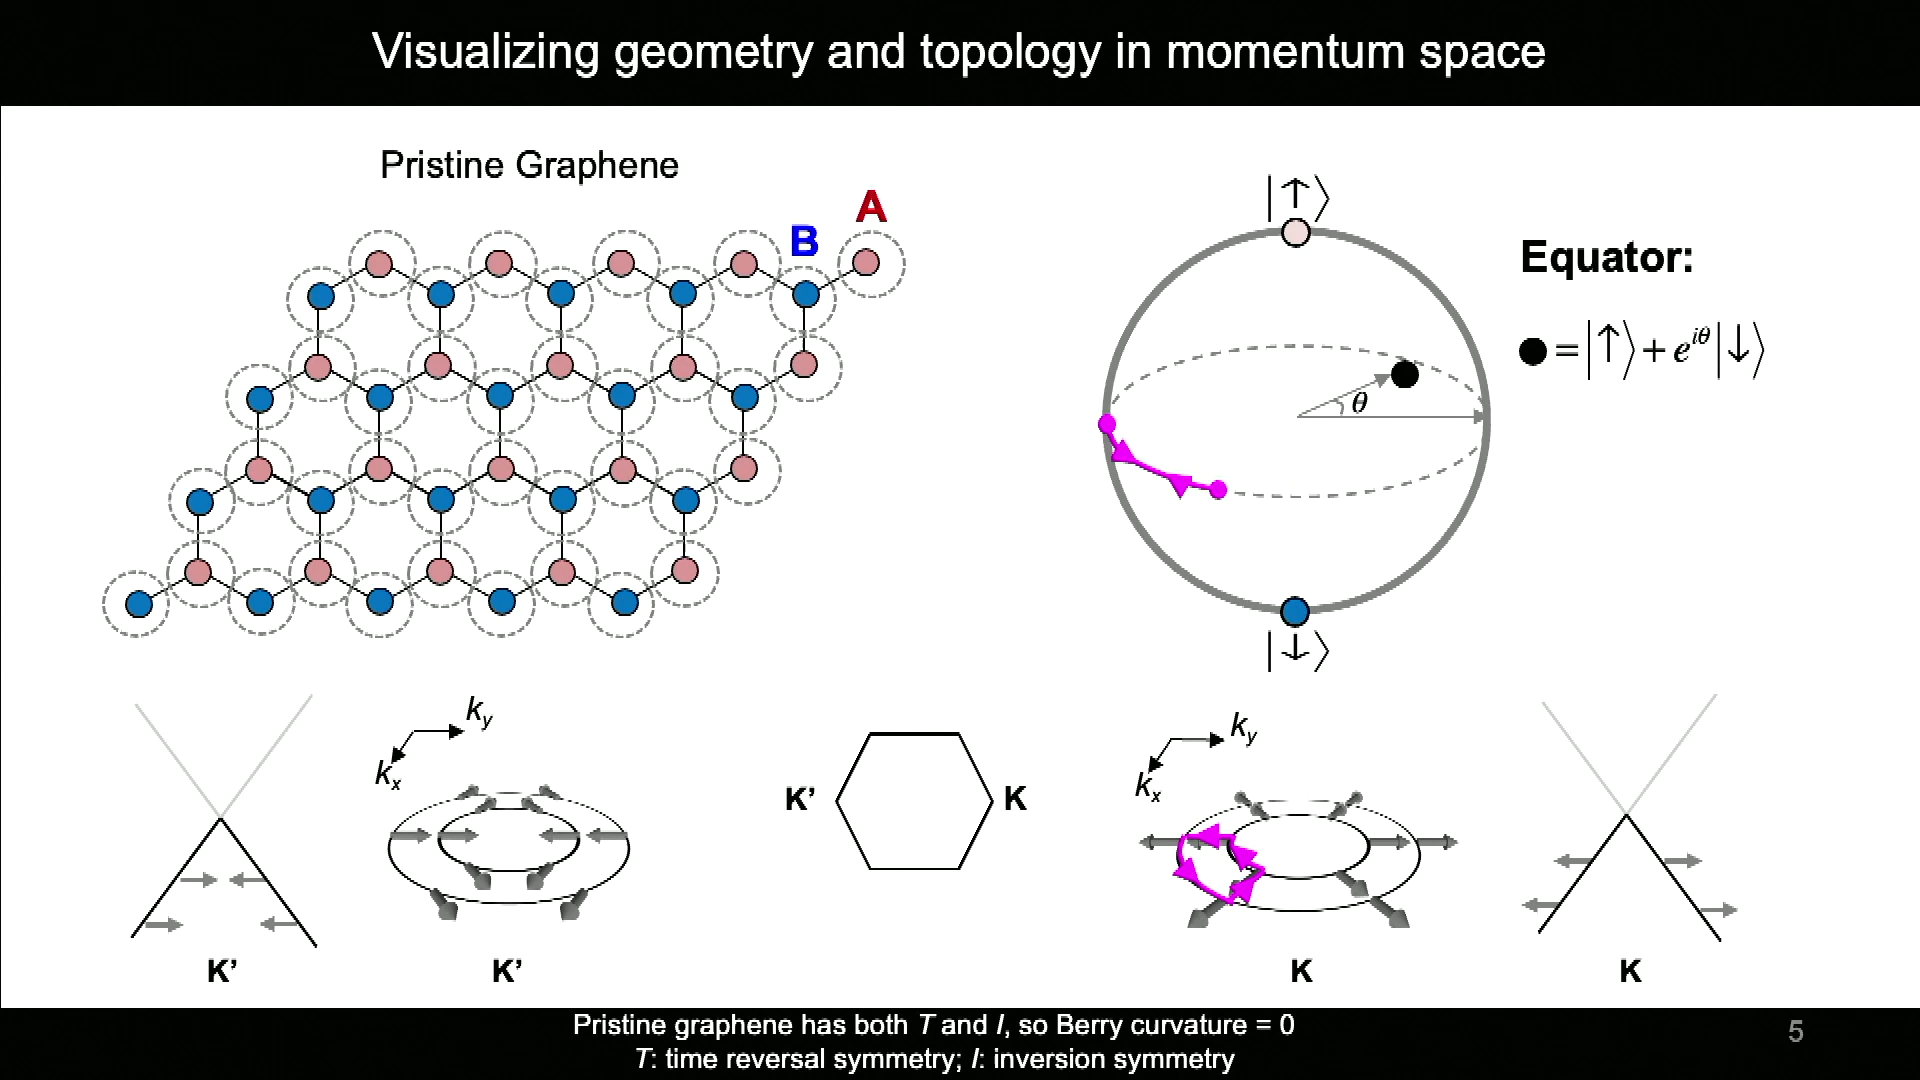 Visualizing geometry and topology in momentum space
Pristine Graphene
A
B
|↑⟩
Equator:
● = |↑⟩ + e^{iθ} |↓⟩
θ
|↓⟩
k_y
k_x
K'
K
k_y
k_x
K’
K’
K
K
Pristine graphene has both T and I, so Berry curvature = 0
T: time reversal symmetry; I: inversion symmetry
5